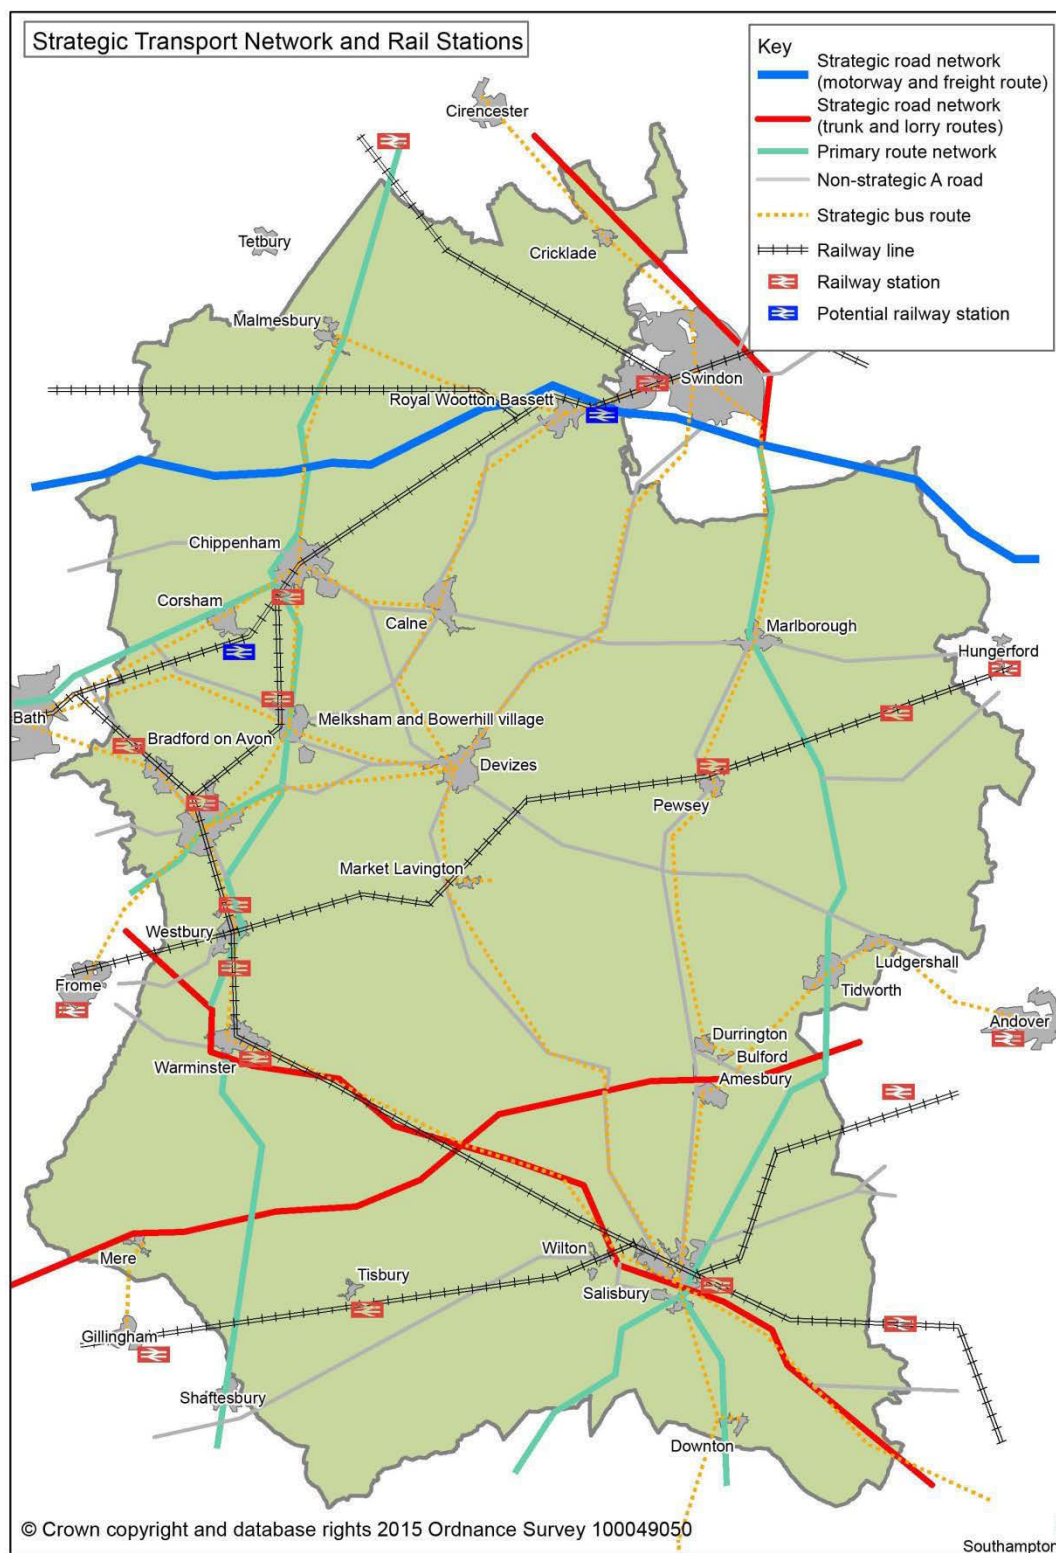 Strategic Transport Network and Rail Stations
Key
Strategic road network
(motorway and freight route)
Strategic road network
(trunk and lorry routes)
Primary route network
Non-strategic A road
Strategic bus route
Railway line
Railway station
Potential railway station
Cirencester
Tetbury
Cricklade
Malmesbury
Swindon
Royal Wootton Bassett
Chippenham
Corsham
Calne
Marlborough
Hungerford
Bath
Melksham and Bowerhill village
Bradford on Avon
Devizes
Pewsey
Market Lavington
Westbury
Frome
Ludgershall
Tidworth
Andover
Durrington
Bulford
Warminster
Amesbury
Mere
Wilton
Tisbury
Salisbury
Gillingham
Shaftesbury
Downton
© Crown copyright and database rights 2015 Ordnance Survey 100049050
Southampton